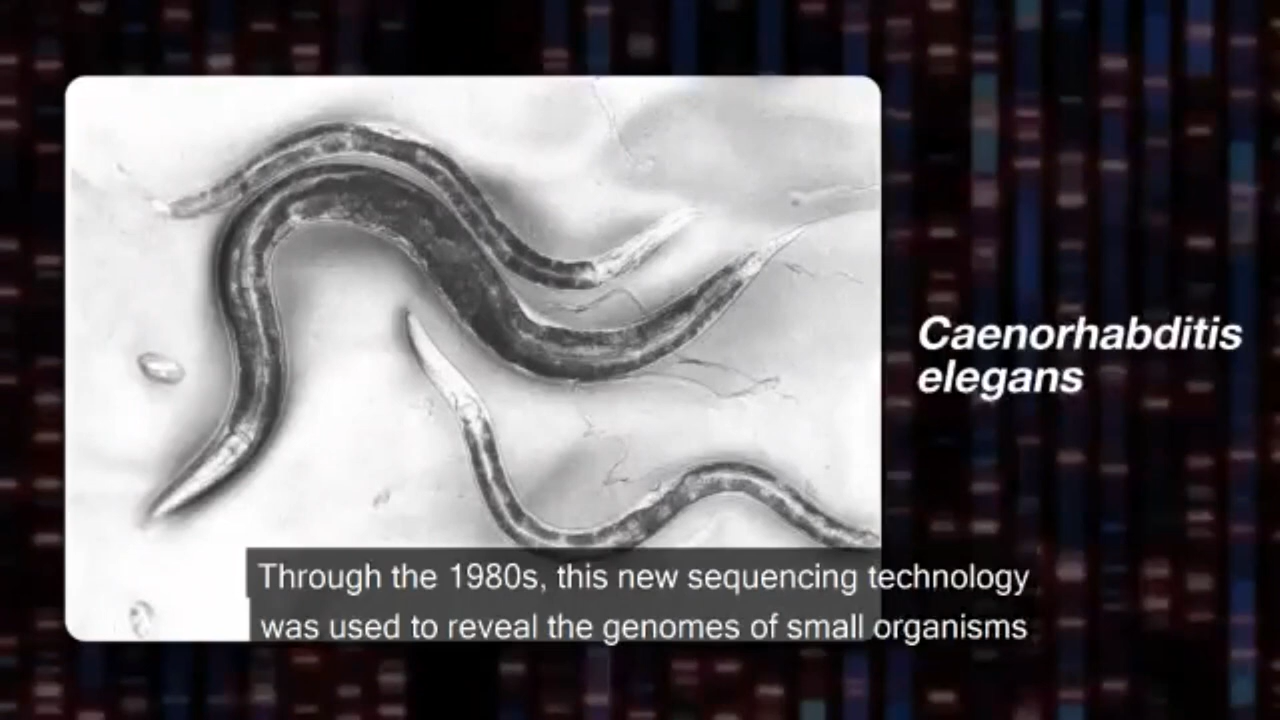 Caenorhabditis
elegans
Through the 1980s, this new sequencing technology
was used to reveal the genomes of small organisms